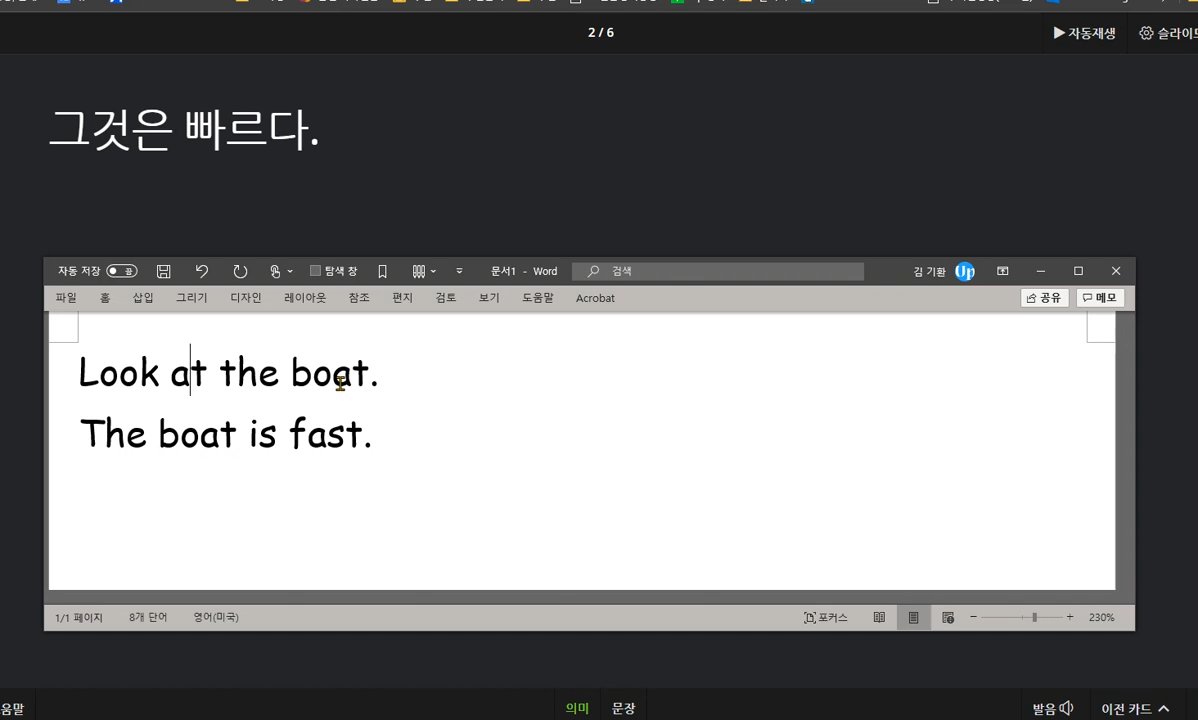 2 / 6
▶자동재생
슬라이드
그것은 빠르다.
자동 저장 끔
탐색 창
문서1 - Word
검색
김 기환
Up
파일 홈 삽입 그리기 디자인 레이아웃 참조 편지 검토 보기 도움말 Acrobat
공유 메모
Look at the boat.
The boat is fast.
1/1 페이지 8개 단어 영어(미국)
포커스
− + 230%
움말
의미 문장
발음 이전 카드